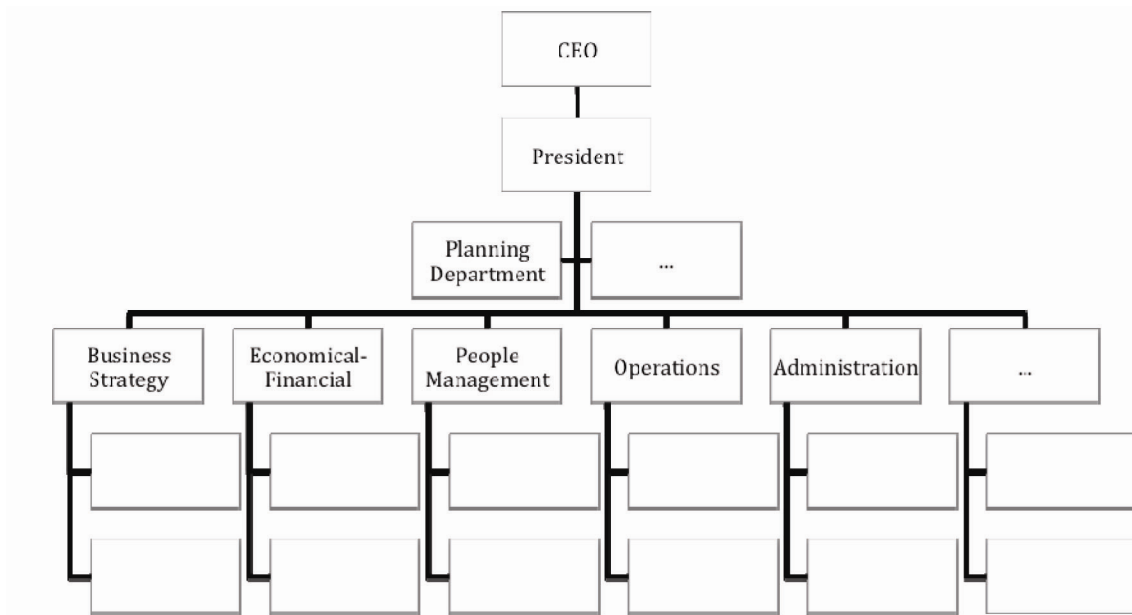 CEO
President
Planning
Department
...
Business
Strategy
Economical-
Financial
People
Management
Operations
Administration
...